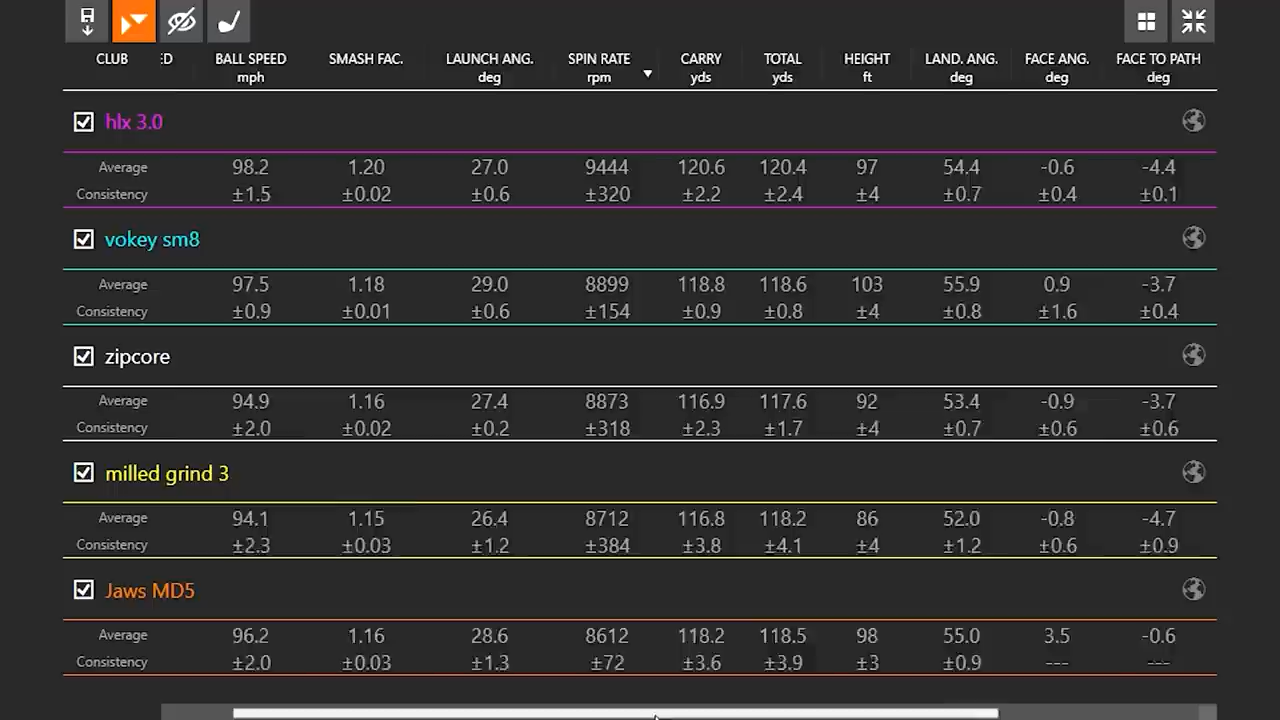 CLUB ED BALL SPEED SMASH FAC. LAUNCH ANG. SPIN RATE CARRY TOTAL HEIGHT LAND. ANG. FACE ANG. FACE TO PATH
mph deg rpm yds yds ft deg deg deg
hlx 3.0
Average 98.2 1.20 27.0 9444 120.6 120.4 97 54.4 -0.6 -4.4
Consistency ±1.5 ±0.02 ±0.6 ±320 ±2.2 ±2.4 ±4 ±0.7 ±0.4 ±0.1
vokey sm8
Average 97.5 1.18 29.0 8899 118.8 118.6 103 55.9 0.9 -3.7
Consistency ±0.9 ±0.01 ±0.6 ±154 ±0.9 ±0.8 ±4 ±0.8 ±1.6 ±0.4
zipcore
Average 94.9 1.16 27.4 8873 116.9 117.6 92 53.4 -0.9 -3.7
Consistency ±2.0 ±0.02 ±0.2 ±318 ±2.3 ±1.7 ±4 ±0.7 ±0.6 ±0.6
milled grind 3
Average 94.1 1.15 26.4 8712 116.8 118.2 86 52.0 -0.8 -4.7
Consistency ±2.3 ±0.03 ±1.2 ±384 ±3.8 ±4.1 ±4 ±1.2 ±0.6 ±0.9
Jaws MD5
Average 96.2 1.16 28.6 8612 118.2 118.5 98 55.0 3.5 -0.6
Consistency ±2.0 ±0.03 ±1.3 ±72 ±3.6 ±3.9 ±3 ±0.9 --- ---